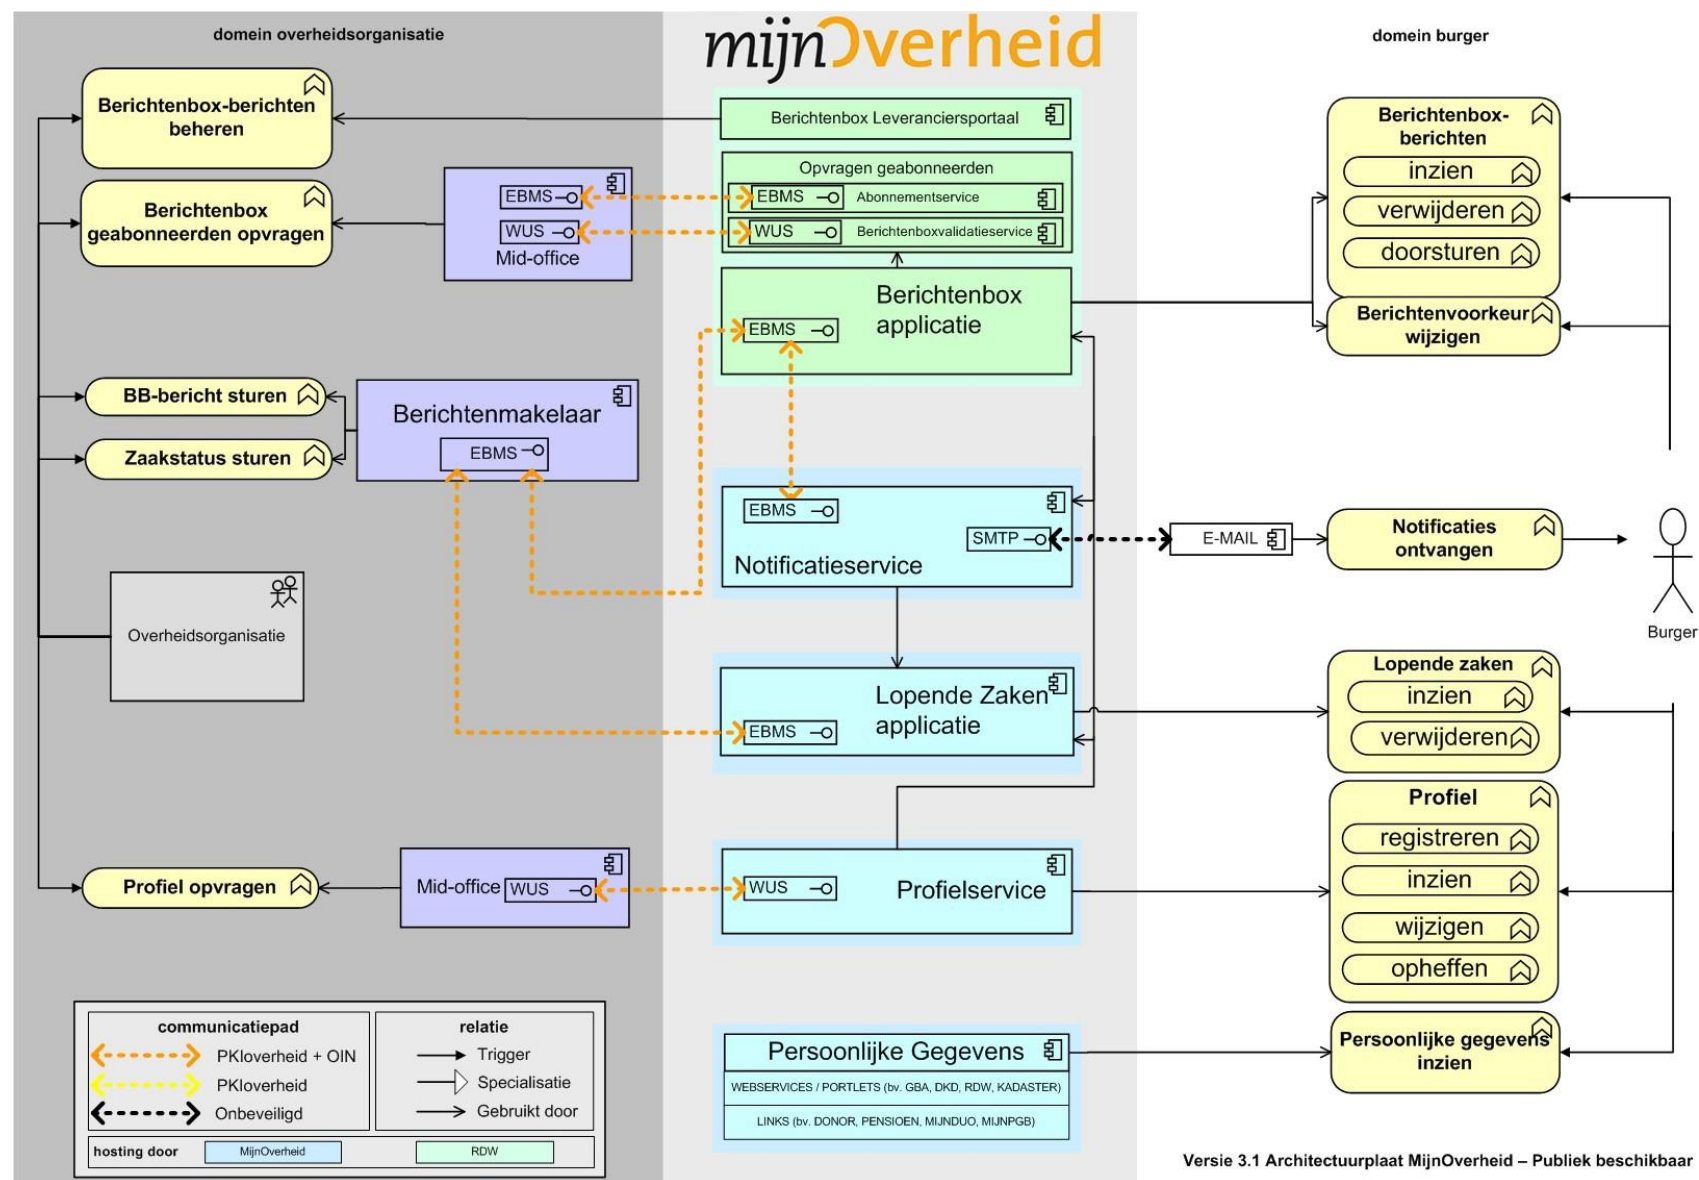 domein overheidsorganisatie
mijnOverheid
domein burger
Berichtenbox-berichten
beheren
Berichtenbox
geabonneerden opvragen
EBMS
WUS
Mid-office
Berichtenbox Leveranciersportaal
Opvragen geabonneerden
EBMS
Abonnementservice
WUS
Berichtenboxvalidatieservice
Berichtenbox
applicatie
EBMS
Berichtenbox-
berichten
inzien
verwijderen
doorsturen
Berichtenvoorkeur
wijzigen
BB-bericht sturen
Zaakstatus sturen
Berichtenmakelaar
EBMS
EBMS
SMTP
Notificatieservice
E-MAIL
Notificaties
ontvangen
Burger
Overheidsorganisatie
Lopende Zaken
applicatie
EBMS
Lopende zaken
inzien
verwijderen
Profiel opvragen
Mid-office
WUS
WUS
Profielservice
Profiel
registreren
inzien
wijzigen
opheffen
Persoonlijke Gegevens
WEBSERVICES / PORTLETS (bv. GBA, DKD, RDW, KADASTER)
LINKS (bv. DONOR, PENSIOEN, MIJNDUO, MIJNPGB)
Persoonlijke gegevens
inzien
communicatiepad
PKIoverheid + OIN
PKIoverheid
Onbeveiligd
relatie
Trigger
Specialisatie
Gebruikt door
hosting door
MijnOverheid
RDW
Versie 3.1 Architectuurplaat MijnOverheid – Publiek beschikbaar